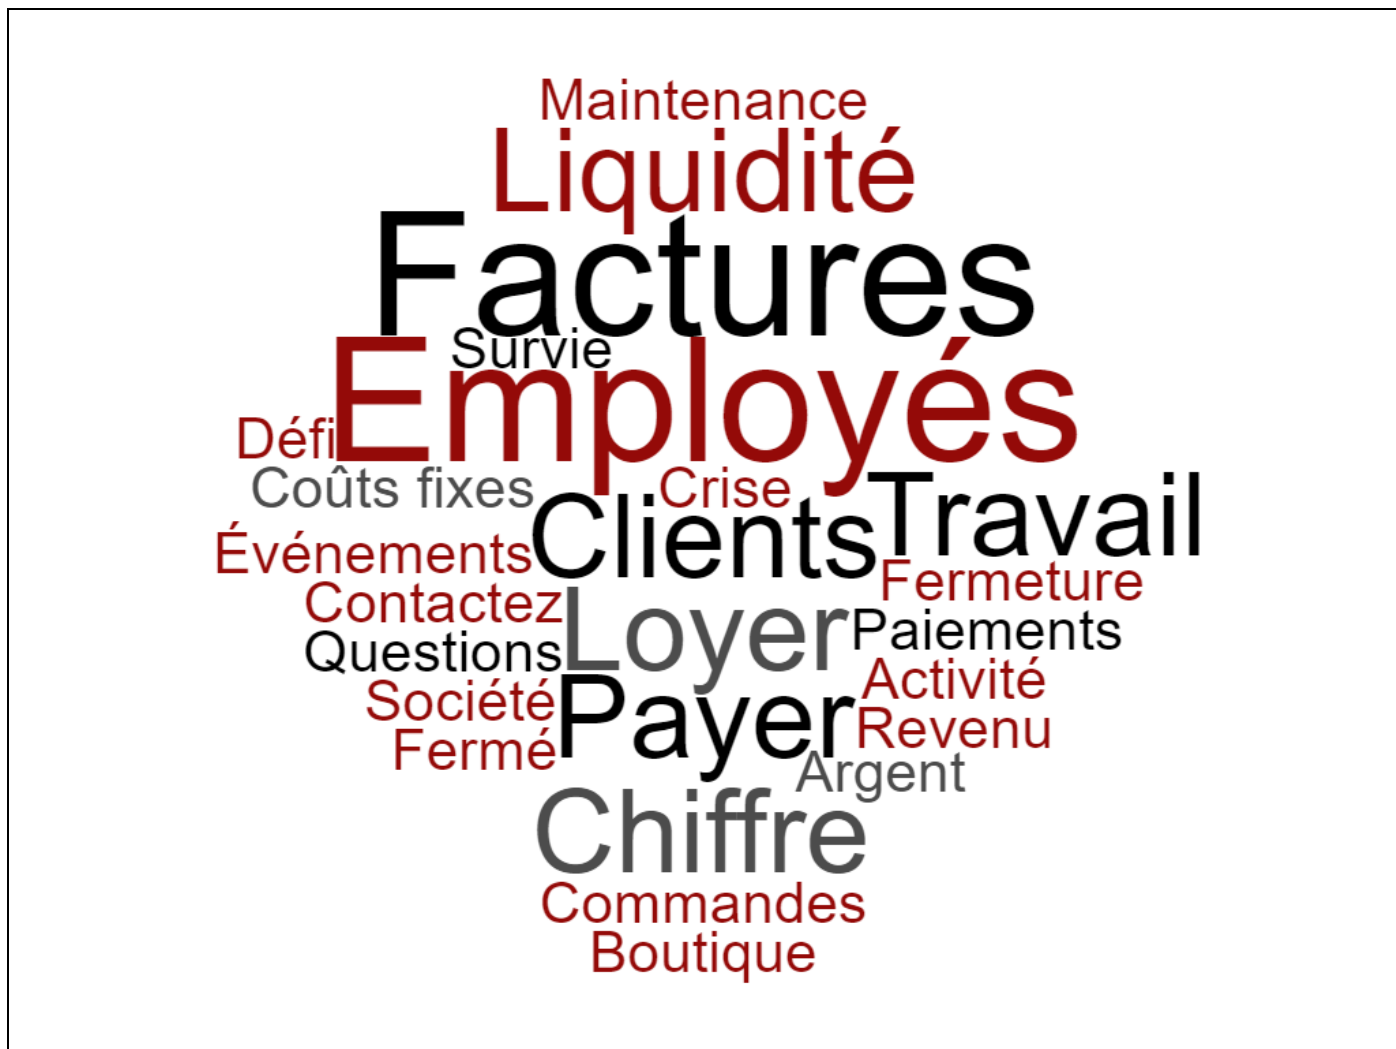 Maintenance
Liquidité
Factures
Survie
Employés
Défi
Coûts fixes
Crise
Clients
Travail
Événements
Fermeture
Contactez
Loyer
Paiements
Questions
Activité
Société
Payer
Revenu
Fermé
Argent
Chiffre
Commandes
Boutique